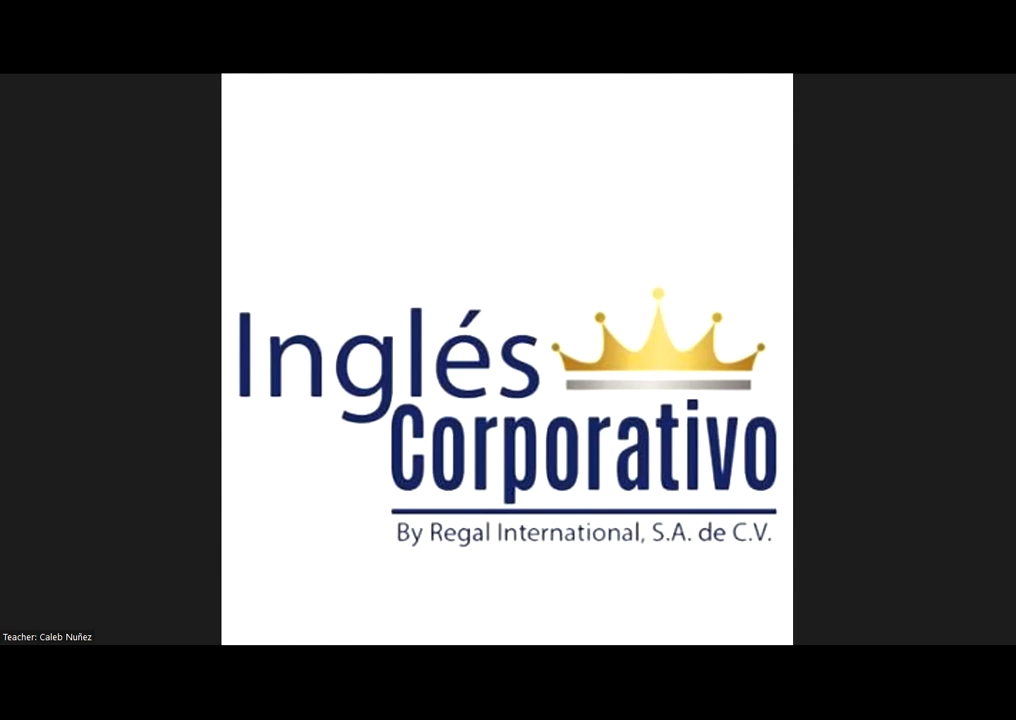 Inglés
Corporativo
By Regal International, S.A. de C.V.
Teacher: Caleb Nuñez